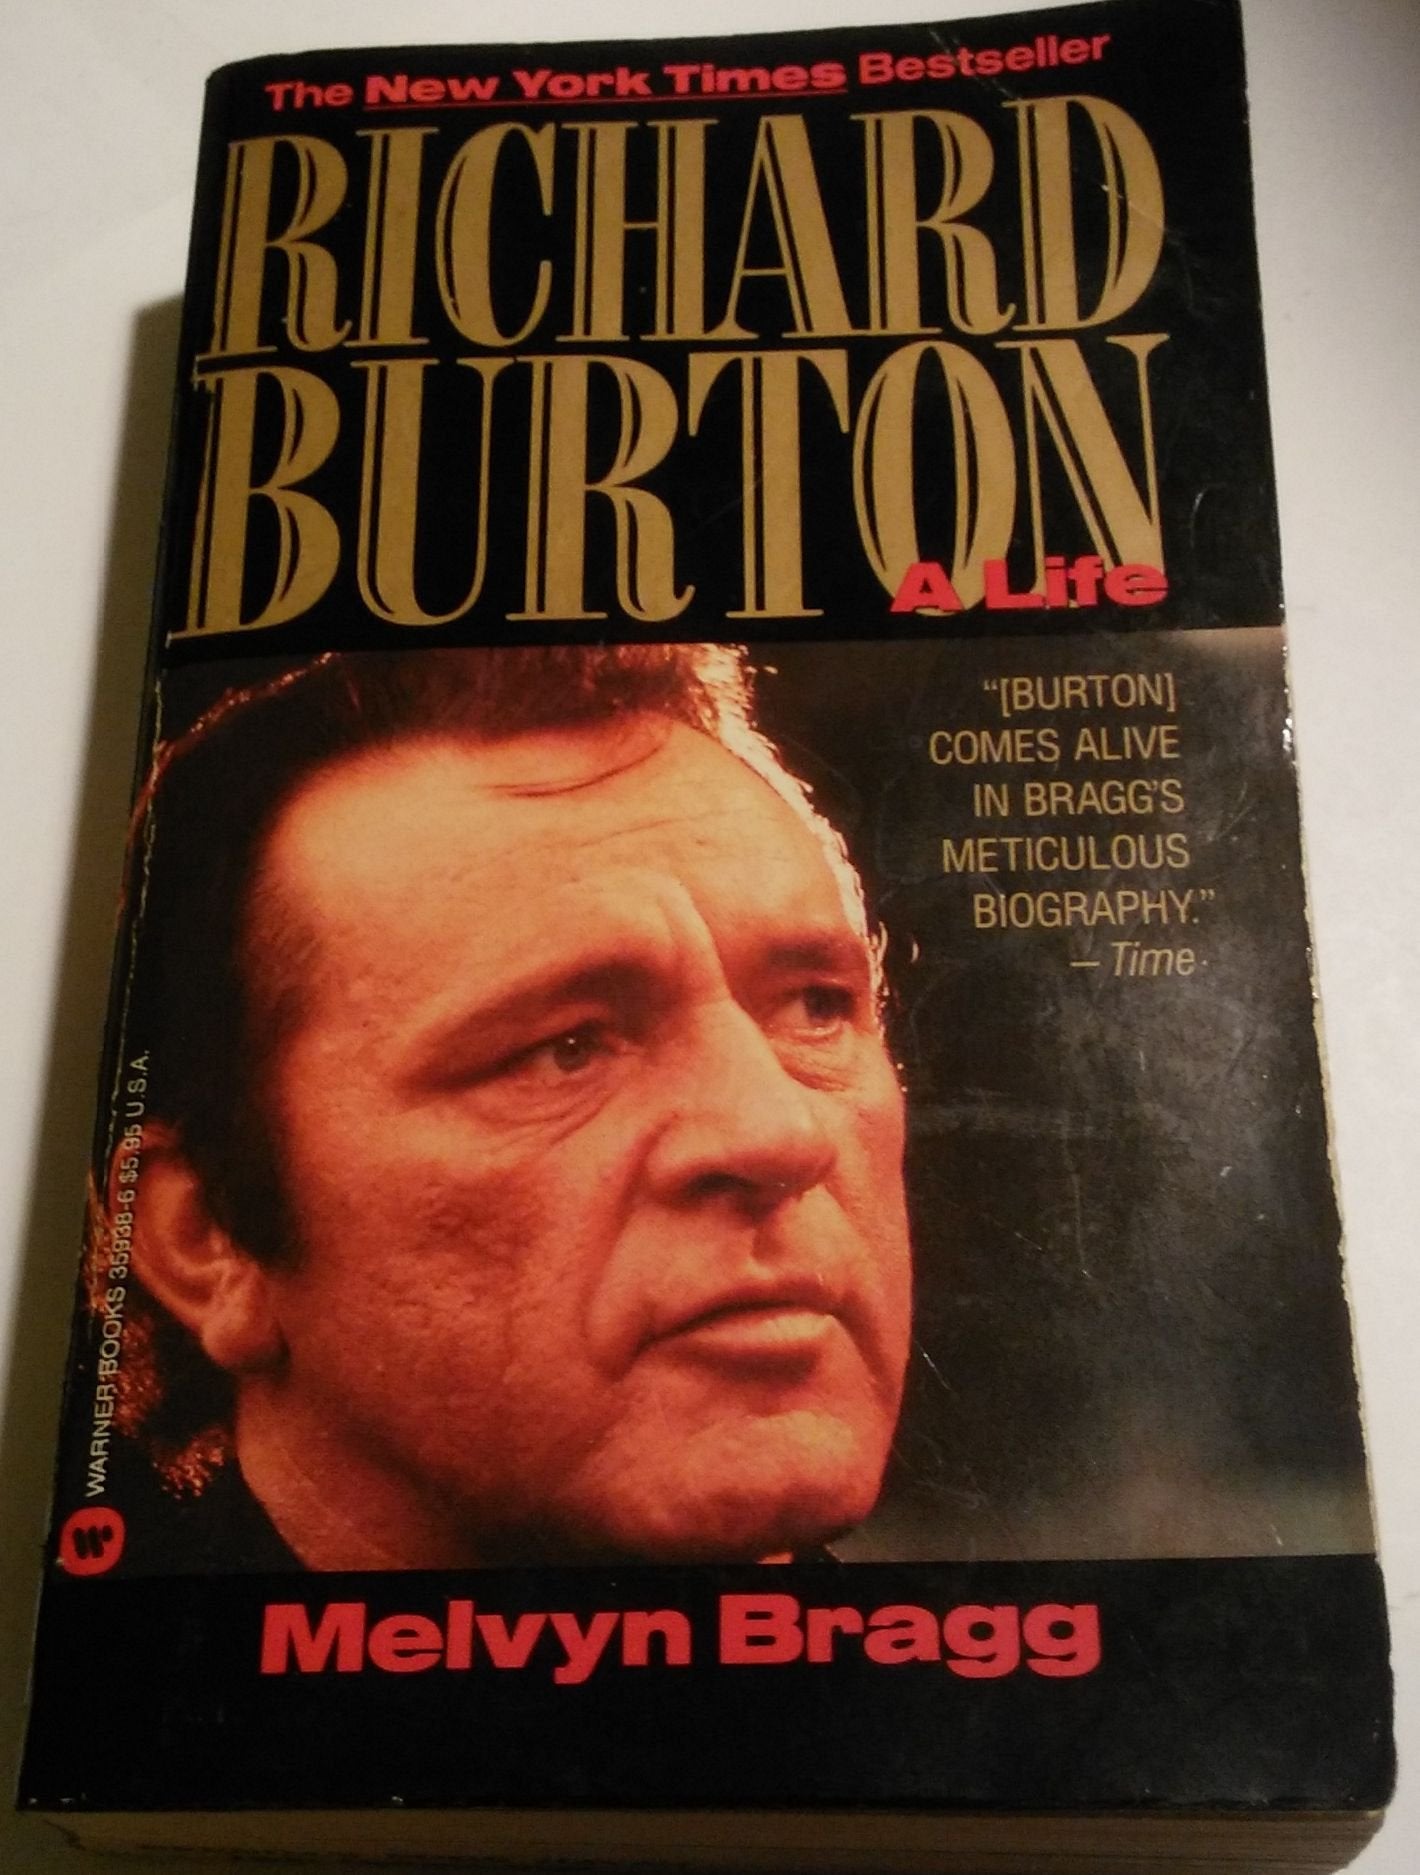 The New York Times Bestseller
RICHARD
BURTON
A Life
"[BURTON]
COMES ALIVE
IN BRAGG'S
METICULOUS
BIOGRAPHY."
– Time
WARNER BOOKS 35938-6 $5.95 U.S.A.
Melvyn Bragg